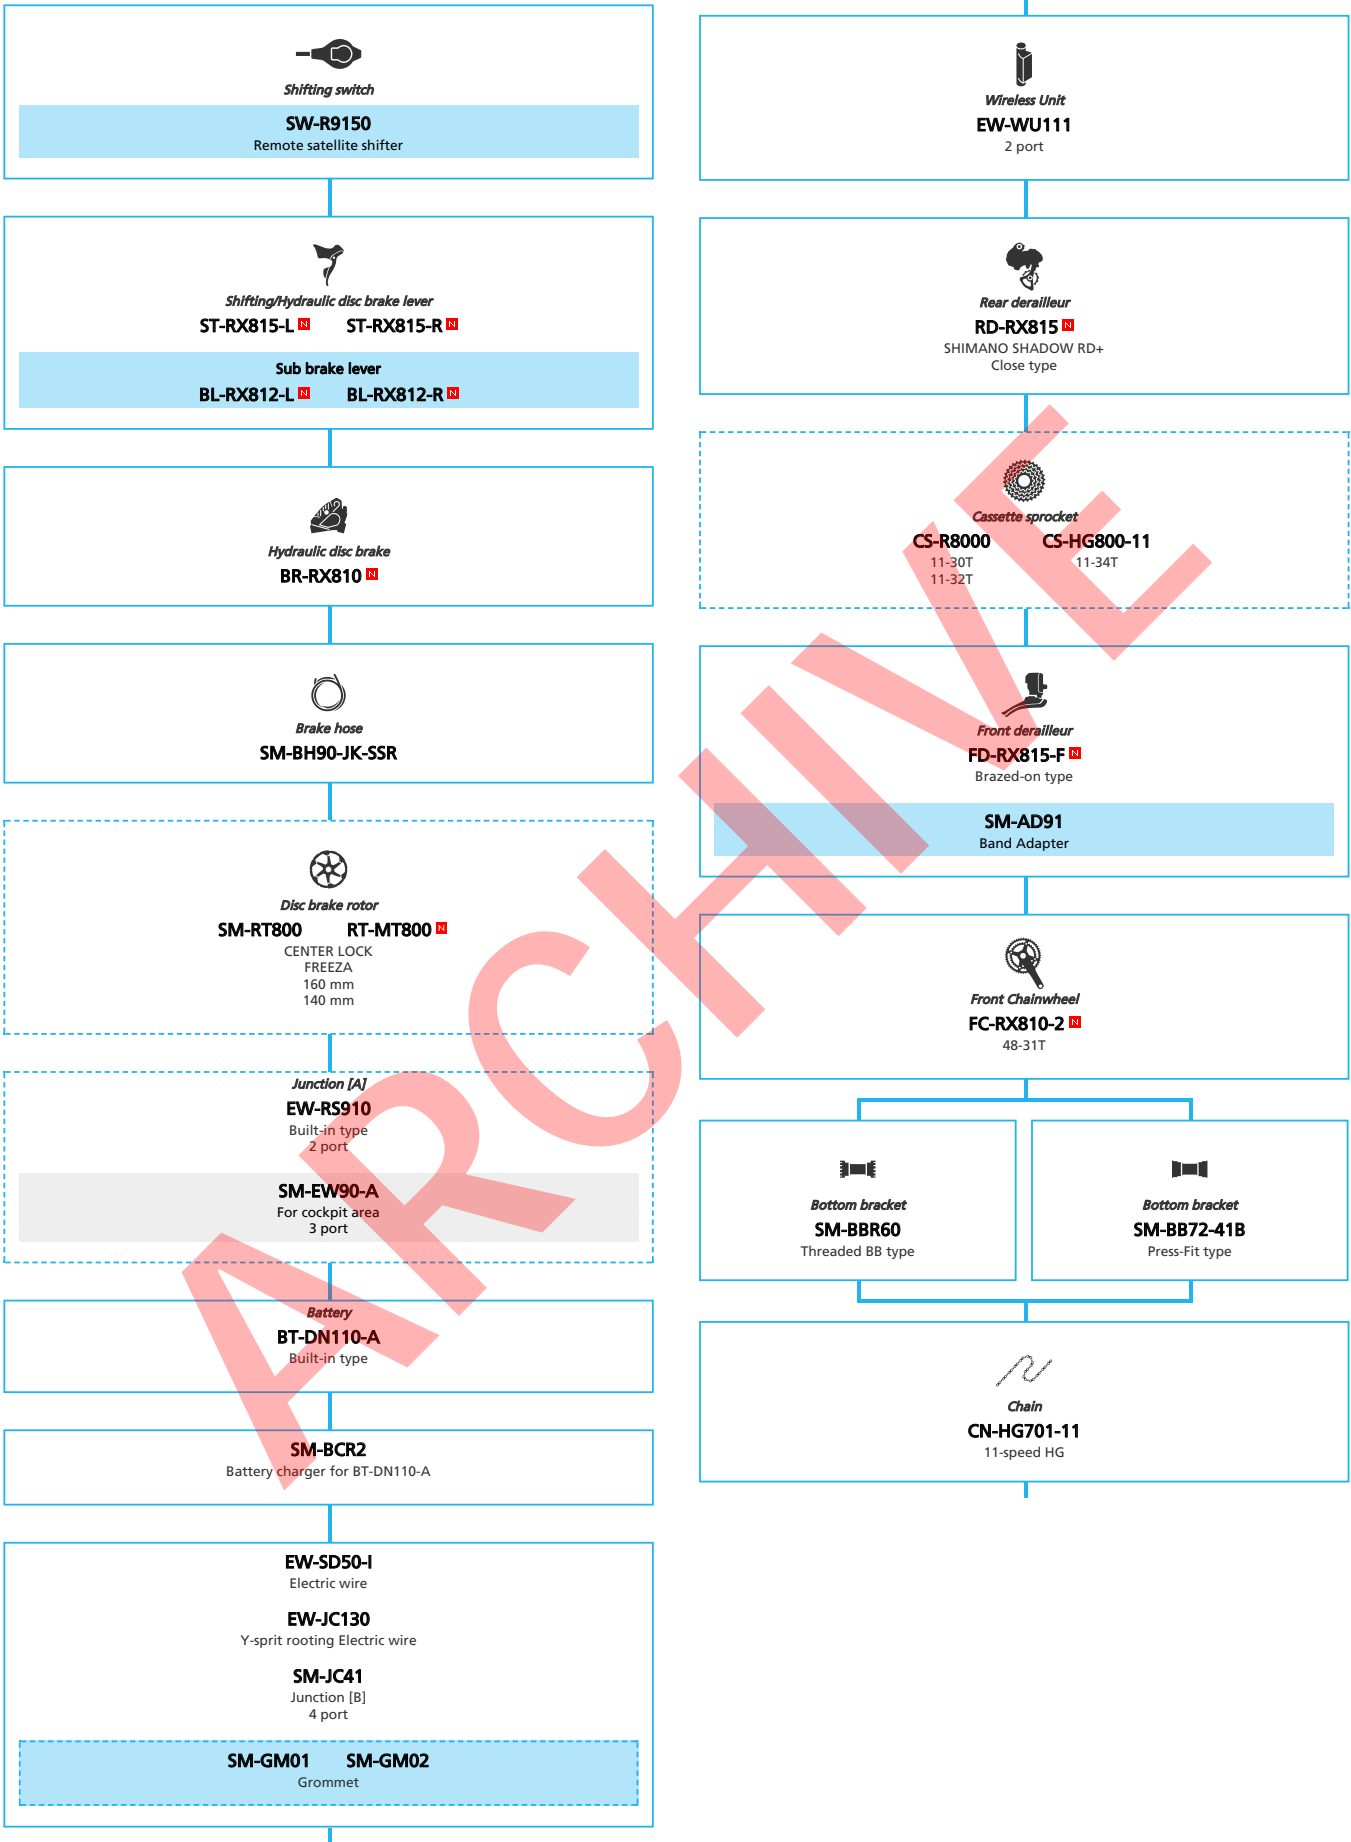 Shifting switch
SW-R9150
Remote satellite shifter
Shifting/Hydraulic disc brake lever
ST-RX815-L N ST-RX815-R N
Sub brake lever
BL-RX812-L N BL-RX812-R N
Hydraulic disc brake
BR-RX810 N
Brake hose
SM-BH90-JK-SSR
Disc brake rotor
SM-RT800 RT-MT800 N
CENTER LOCK
FREEZA
160 mm
140 mm
Junction [A]
EW-RS910
Built-in type
2 port
SM-EW90-A
For cockpit area
3 port
Battery
BT-DN110-A
Built-in type
SM-BCR2
Battery charger for BT-DN110-A
EW-SD50-I
Electric wire
EW-JC130
Y-sprit rooting Electric wire
SM-JC41
Junction [B]
4 port
SM-GM01 SM-GM02
Grommet
Wireless Unit
EW-WU111
2 port
Rear derailleur
RD-RX815 N
SHIMANO SHADOW RD+
Close type
Cassette sprocket
CS-R8000 CS-HG800-11
11-30T 11-34T
11-32T
Front derailleur
FD-RX815-F N
Brazed-on type
SM-AD91
Band Adapter
Front Chainwheel
FC-RX810-2 N
48-31T
Bottom bracket
SM-BBR60
Threaded BB type
Bottom bracket
SM-BB72-41B
Press-Fit type
Chain
CN-HG701-11
11-speed HG
ARCHIVE